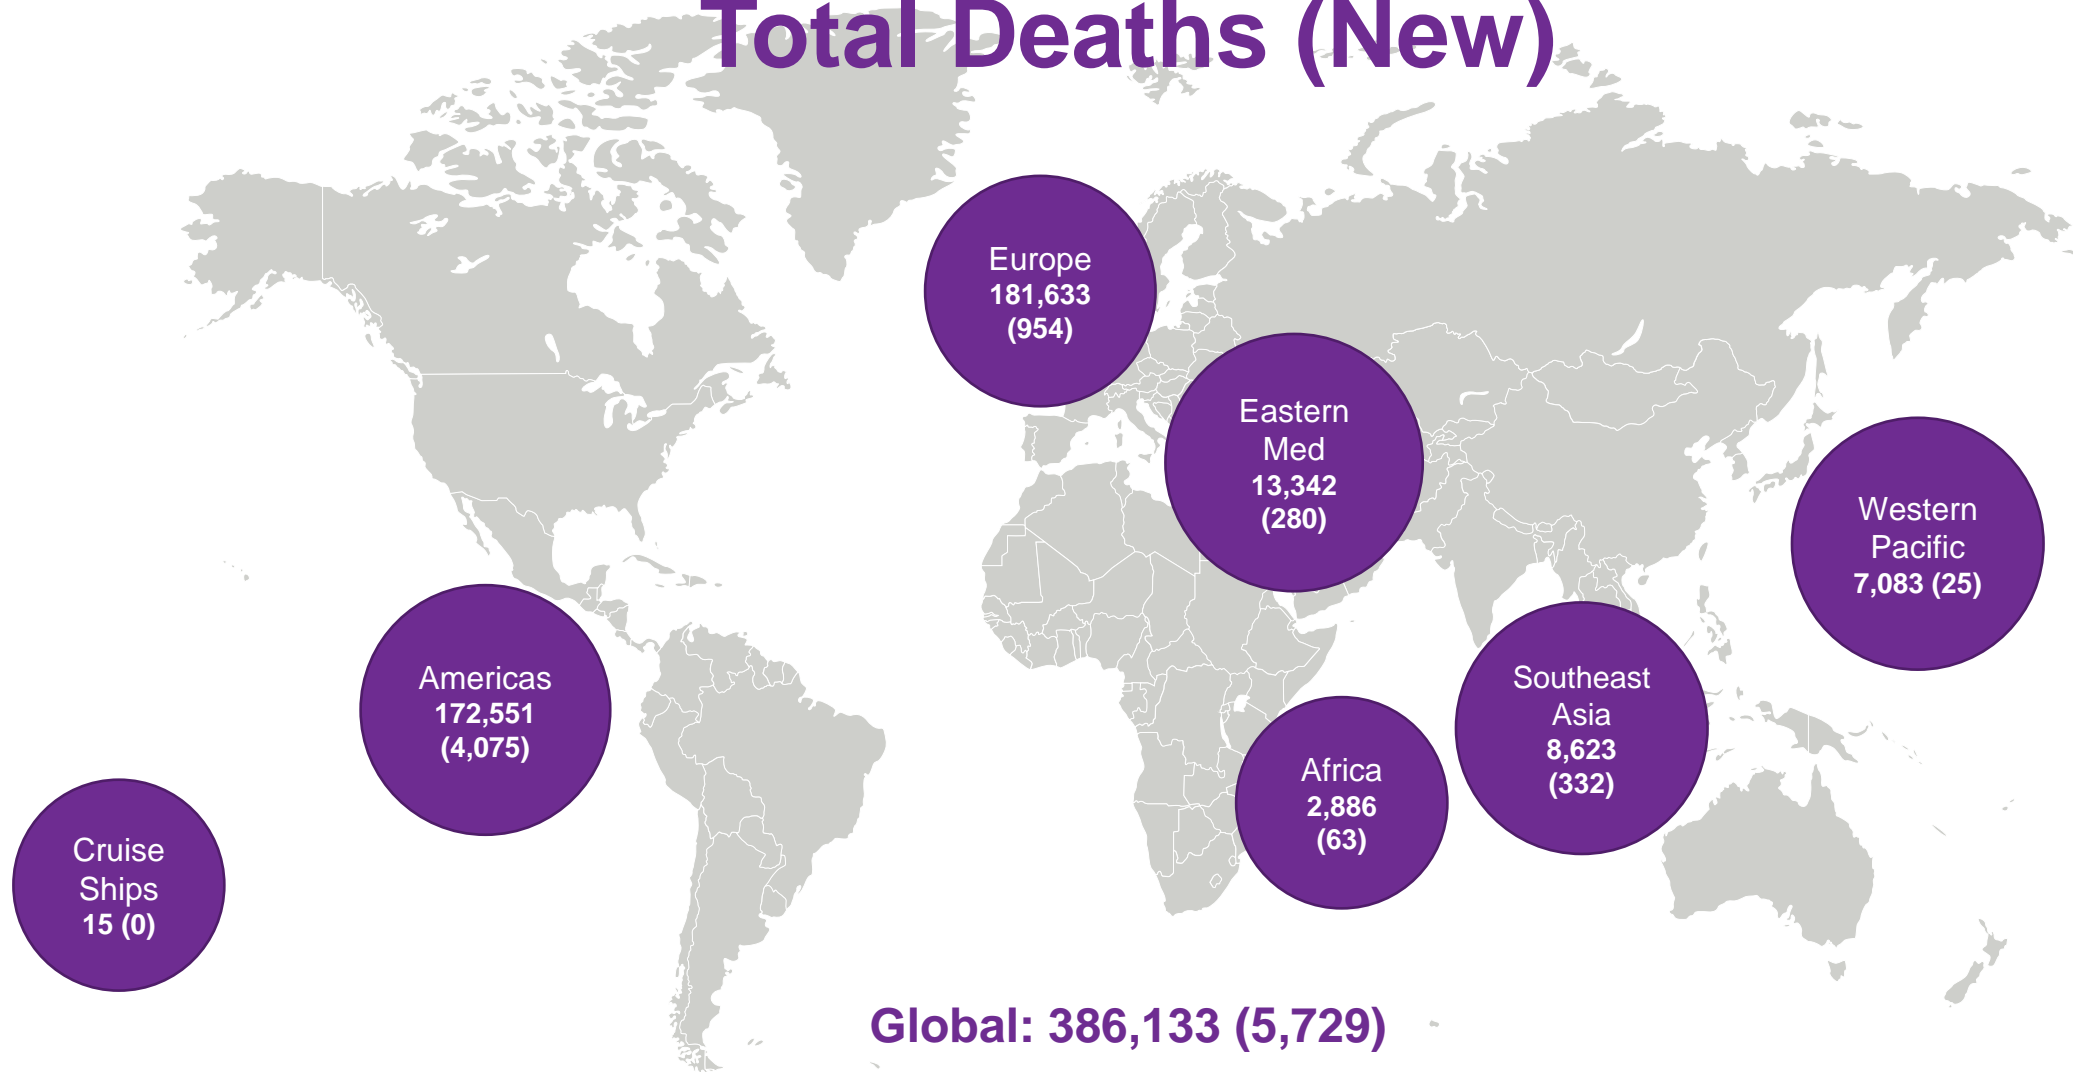 Total Deaths (New)
Europe
181,633
(954)
Eastern
Med
13,342
(280)
Western
Pacific
7,083 (25)
Americas
172,551
(4,075)
Southeast
Asia
8,623
(332)
Africa
2,886
(63)
Cruise
Ships
15 (0)
Global: 386,133 (5,729)